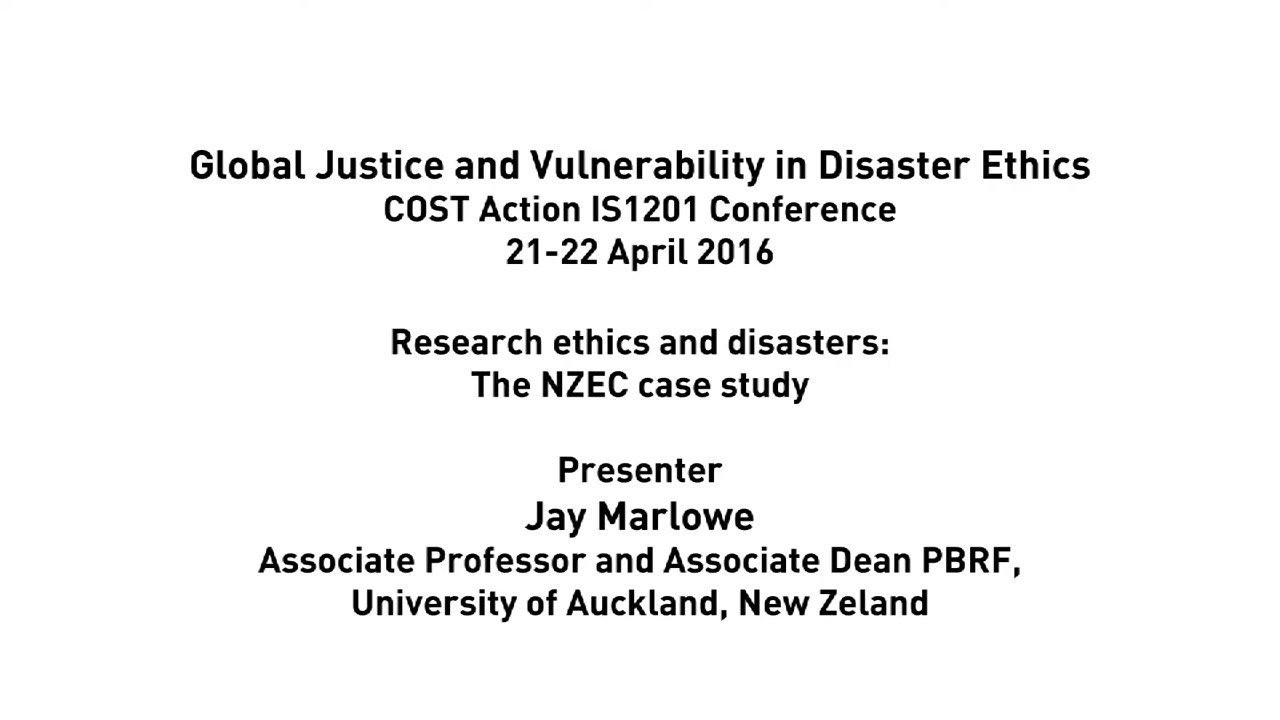 Global Justice and Vulnerability in Disaster Ethics
COST Action IS1201 Conference
21-22 April 2016
Research ethics and disasters:
The NZEC case study
Presenter
Jay Marlowe
Associate Professor and Associate Dean PBRF,
University of Auckland, New Zeland